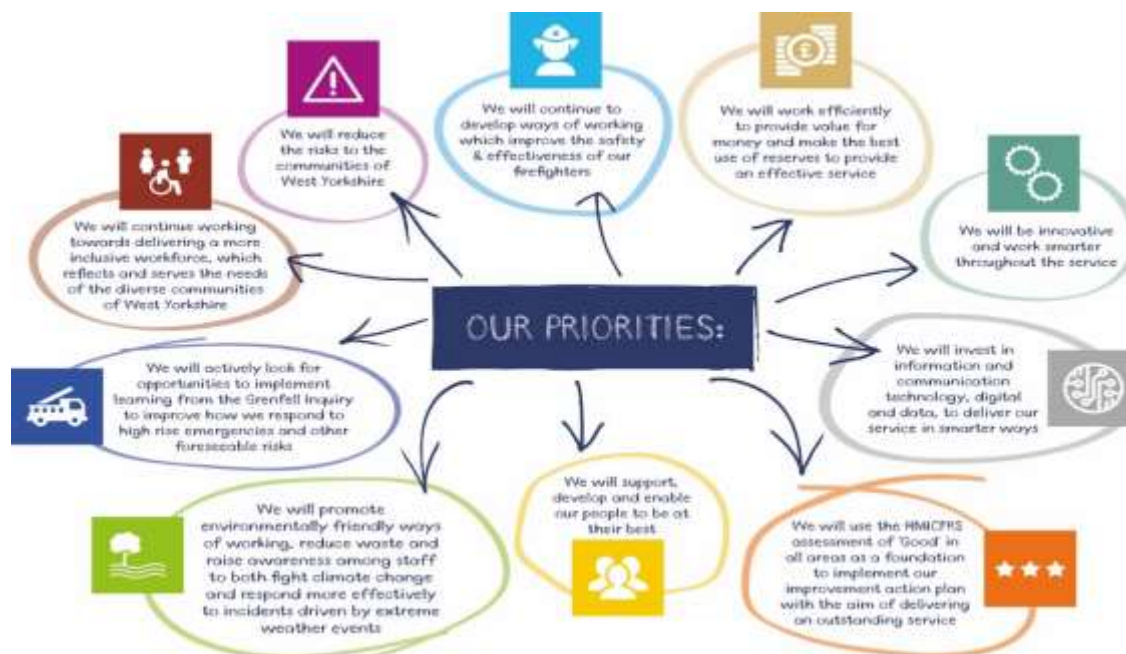 OUR PRIORITIES:
We will reduce
the risks to the
communities of
West Yorkshire
We will continue to
develop ways of working
which improve the safety
& effectiveness of our
firefighters
We will work efficiently
to provide value for
money and make the best
use of reserves to provide
an effective service
We will be innovative
and work smarter
throughout the service
We will invest in
information and
communication
technology, digital
and data, to deliver our
service in smarter ways
We will use the HMICFRS
assessment of 'Good' in
all areas as a foundation
to implement our
improvement action plan
with the aim of delivering
an outstanding service
We will support,
develop and enable
our people to be at
their best
We will promote
environmentally friendly ways
of working, reduce waste and
raise awareness among staff
to both fight climate change
and respond more effectively
to incidents driven by extreme
weather events
We will actively look for
opportunities to implement
learning from the Grenfell Inquiry
to improve how we respond to
high rise emergencies and other
foreseeable risks
We will continue working
towards delivering a more
inclusive workforce, which
reflects and serves the needs
of the diverse communities
of West Yorkshire
£